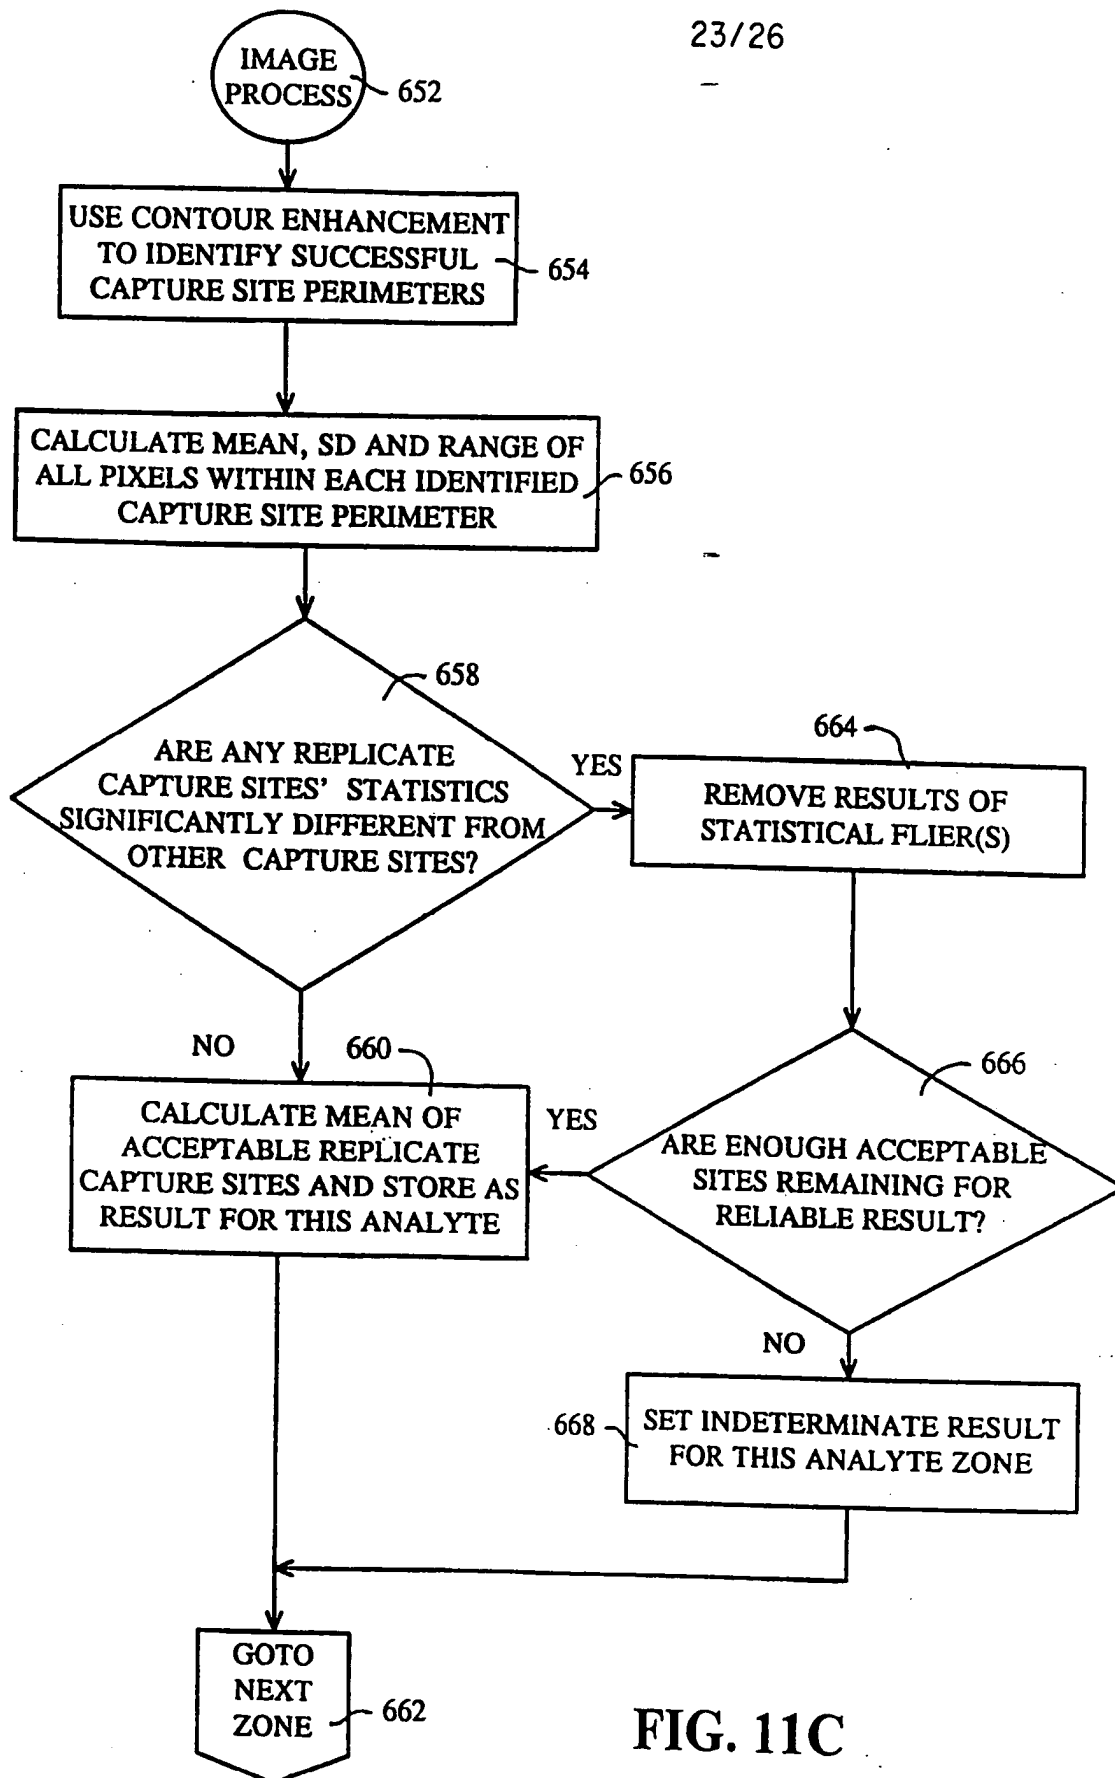 23/26
IMAGE
PROCESS
652
USE CONTOUR ENHANCEMENT
TO IDENTIFY SUCCESSFUL
CAPTURE SITE PERIMETERS
654
CALCULATE MEAN, SD AND RANGE OF
ALL PIXELS WITHIN EACH IDENTIFIED
CAPTURE SITE PERIMETER
656
658
ARE ANY REPLICATE
CAPTURE SITES' STATISTICS
SIGNIFICANTLY DIFFERENT FROM
OTHER CAPTURE SITES?
YES
664
REMOVE RESULTS OF
STATISTICAL FLIER(S)
NO
660
CALCULATE MEAN OF
ACCEPTABLE REPLICATE
CAPTURE SITES AND STORE AS
RESULT FOR THIS ANALYTE
YES
666
ARE ENOUGH ACCEPTABLE
SITES REMAINING FOR
RELIABLE RESULT?
NO
668
SET INDETERMINATE RESULT
FOR THIS ANALYTE ZONE
GOTO
NEXT
ZONE
662
FIG. 11C